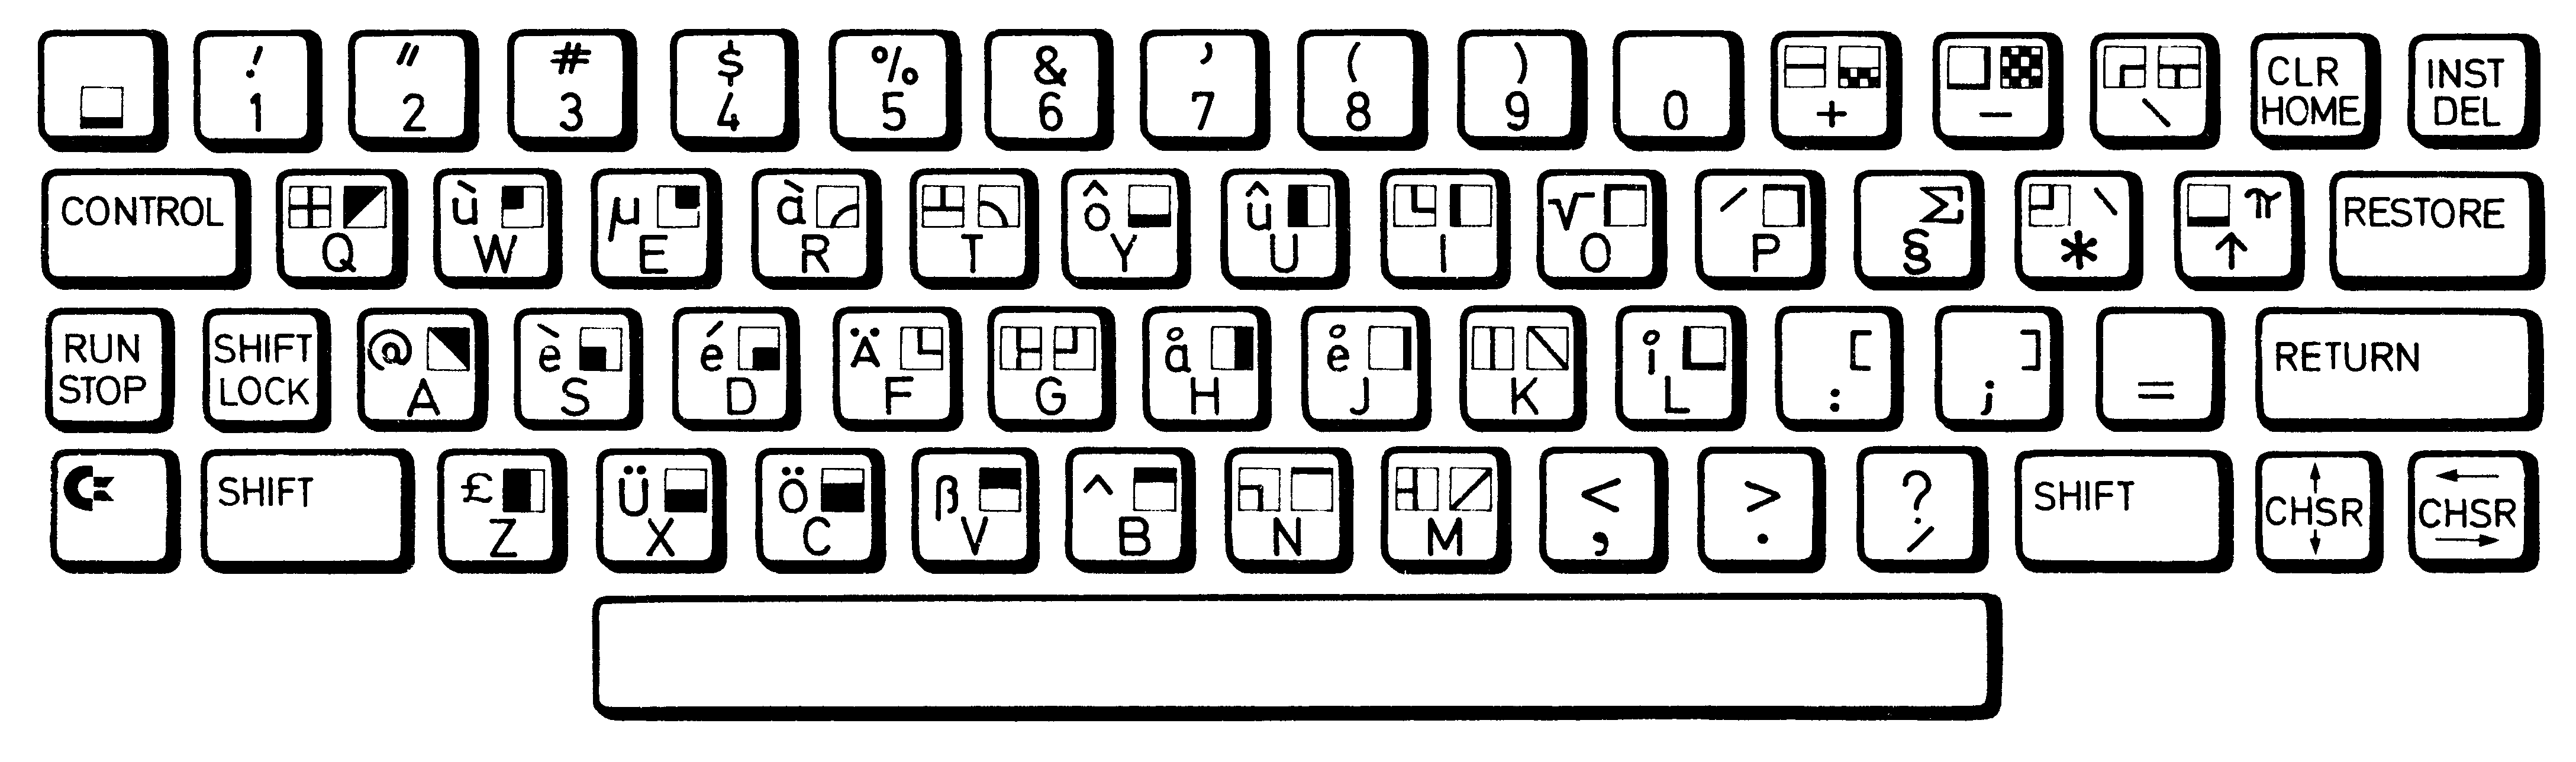 ! " # $ % & ' ( )
1 2 3 4 5 6 7 8 9 0 + − \ CLR HOME INST DEL
CONTROL ù µ à ô û √ / Σ \ π RESTORE
Q W E R T Y U I O P § * ↑
RUN STOP SHIFT LOCK @ è é Ä å e̊ i̊ [ ] RETURN
A S D F G H J K L : ; =
C= SHIFT £ Ü Ö β ^ < > ? SHIFT ↑ CHSR ↓ ← CHSR →
Z X C V B N M , . /